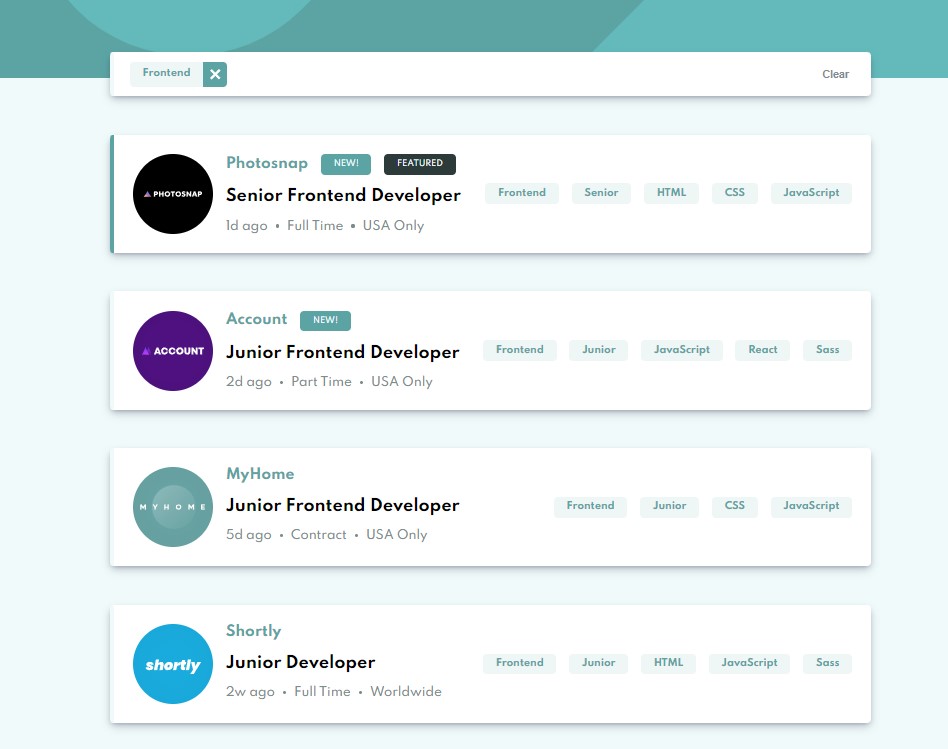 Frontend ✕ Clear
Photosnap NEW! FEATURED
PHOTOSNAP
Senior Frontend Developer
Frontend Senior HTML CSS JavaScript
1d ago • Full Time • USA Only
Account NEW!
ACCOUNT
Junior Frontend Developer
Frontend Junior JavaScript React Sass
2d ago • Part Time • USA Only
MyHome
MYHOME
Junior Frontend Developer
Frontend Junior CSS JavaScript
5d ago • Contract • USA Only
Shortly
shortly
Junior Developer
Frontend Junior HTML JavaScript Sass
2w ago • Full Time • Worldwide